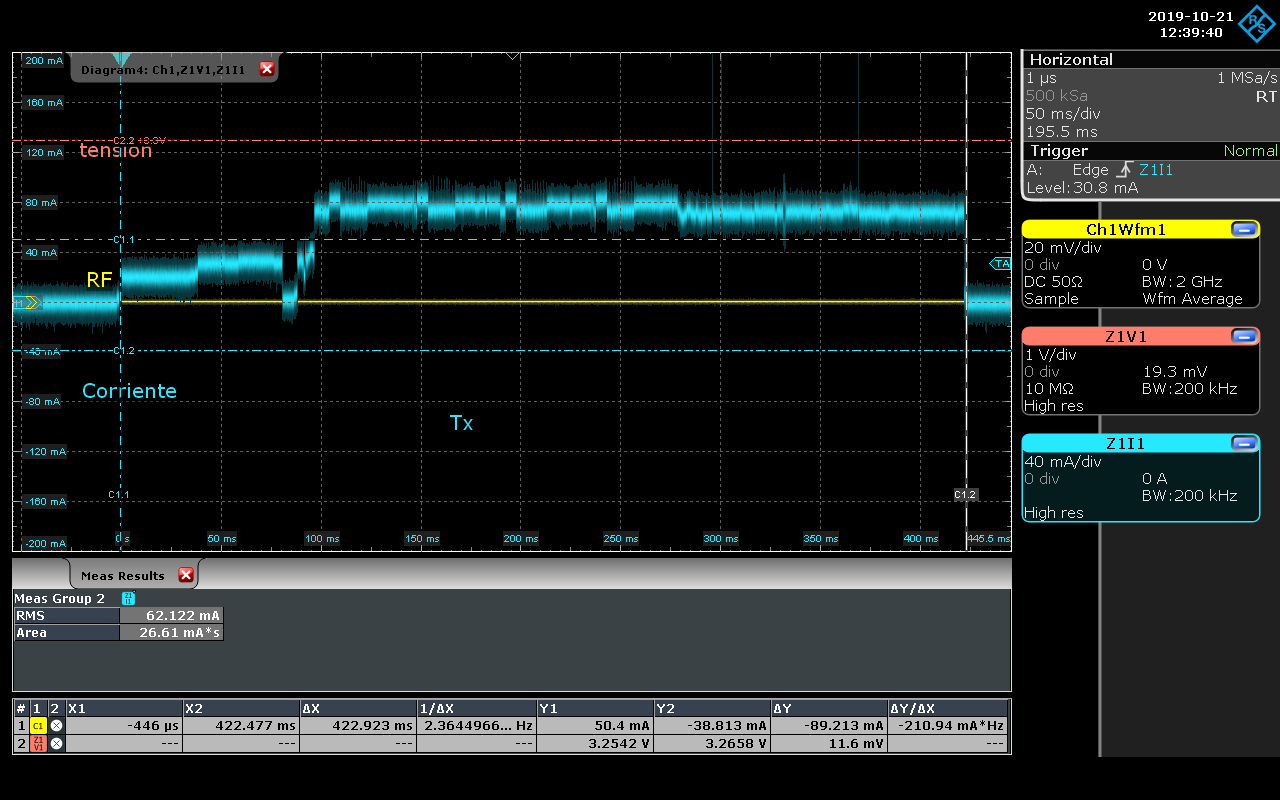 2019-10-21
12:39:40
Horizontal
1 µs 1 MSa/s
500 kSa RT
50 ms/div
195.5 ms
Trigger Normal
A: Edge Z1I1
Level: 30.8 mA
Diagram4: Ch1,Z1V1,Z1I1
200 mA
160 mA
C2.2
tension
120 mA
80 mA
C1.1
40 mA
TA
RF
-40 mA
C1.2
Corriente
-80 mA
Tx
-120 mA
C1.1
C1.2
-160 mA
-200 mA
0 s 50 ms 100 ms 150 ms 200 ms 250 ms 300 ms 350 ms 400 ms 445.5 ms
Ch1Wfm1
20 mV/div
0 div 0 V
DC 50Ω BW: 2 GHz
Sample Wfm Average
Z1V1
1 V/div
0 div 19.3 mV
10 MΩ BW:200 kHz
High res
Z1I1
40 mA/div
0 div 0 A
BW:200 kHz
High res
Meas Results
Meas Group 2 Z1 I1
RMS 62.122 mA
Area 26.61 mA*s
# 1 2 X1 X2 ΔX 1/ΔX Y1 Y2 ΔY ΔY/ΔX
1 C1 -446 µs 422.477 ms 422.923 ms 2.3644966... Hz 50.4 mA -38.813 mA -89.213 mA -210.94 mA*Hz
2 Z1 V1 --- --- --- --- 3.2542 V 3.2658 V 11.6 mV ---